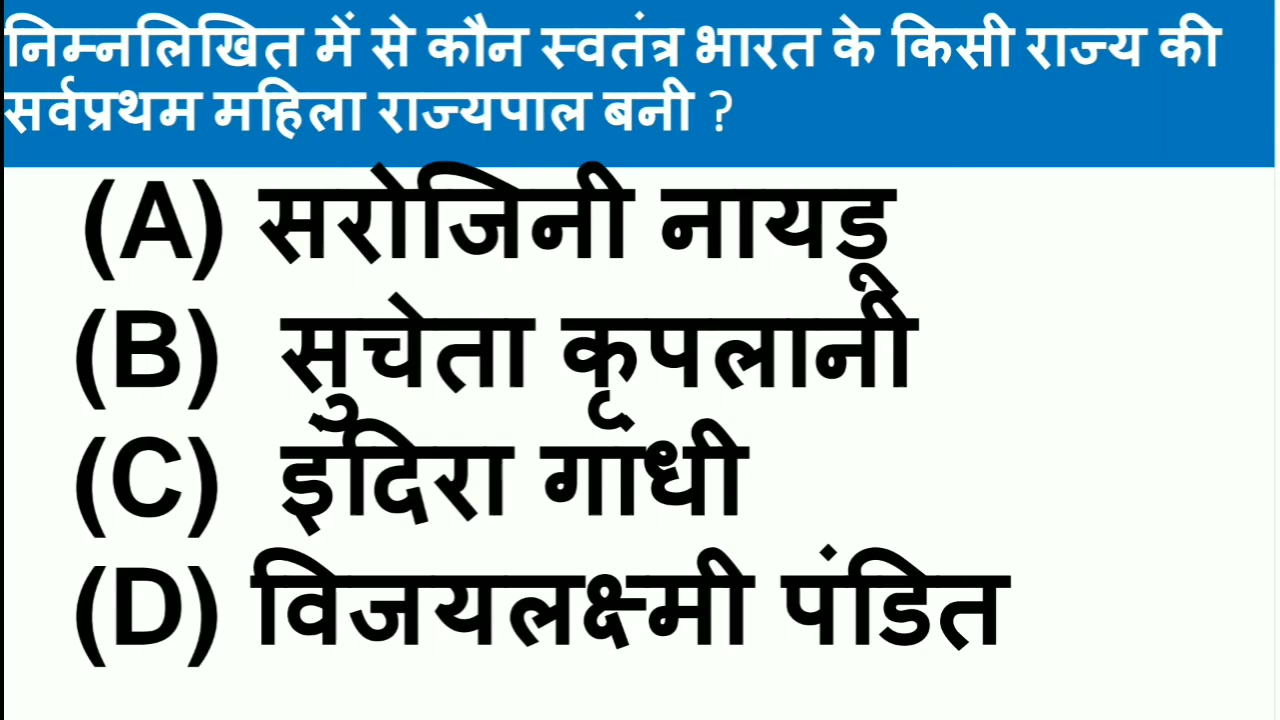 निम्नलिखित में से कौन स्वतंत्र भारत के किसी राज्य की
सर्वप्रथम महिला राज्यपाल बनी ?
(A) सरोजिनी नायडू
(B) सुचेता कृपलानी
(C) इंदिरा गांधी
(D) विजयलक्ष्मी पंडित